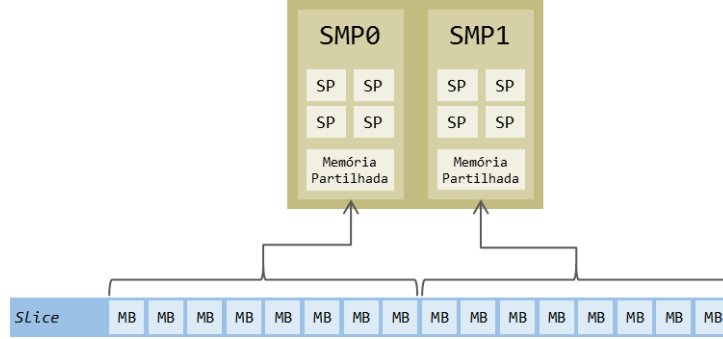 SMP0 SMP1
SP SP SP SP
SP SP SP SP
Memória Memória
Partilhada Partilhada
Slice MB MB MB MB MB MB MB MB MB MB MB MB MB MB MB MB